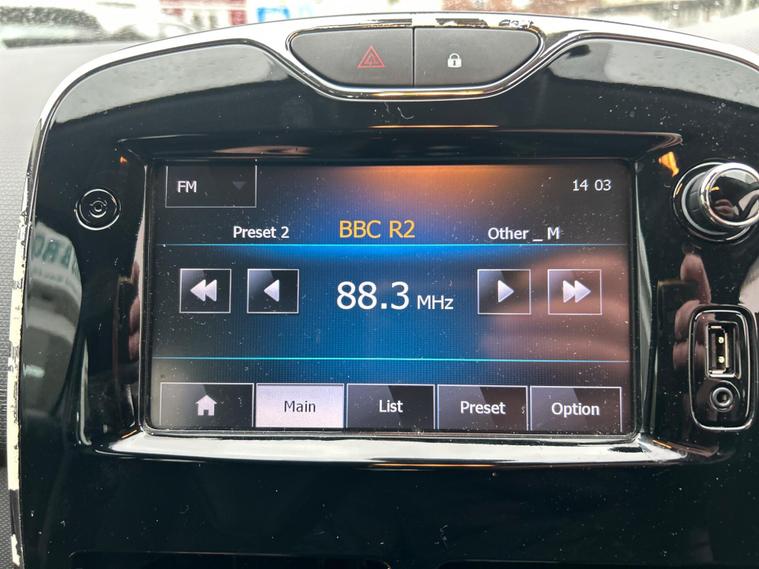 FM
14 03
Preset 2
BBC R2
Other _ M
88.3 MHz
Main
List
Preset
Option